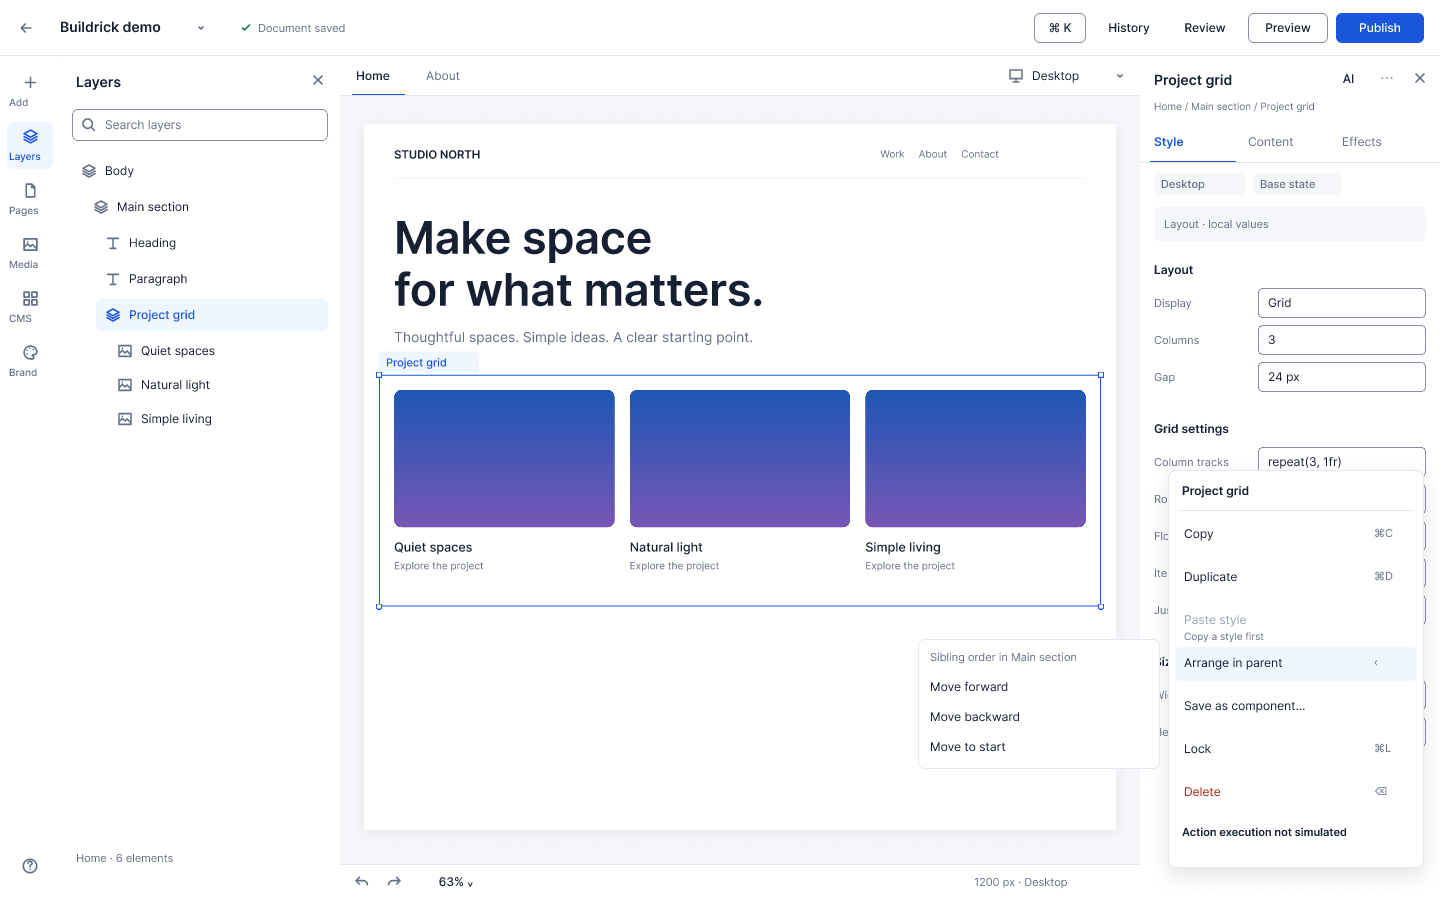 Buildrick demo
Document saved
⌘ K
History
Review
Preview
Publish
Add
Layers
Pages
Media
CMS
Brand
Layers
Search layers
Body
Main section
Heading
Paragraph
Project grid
Quiet spaces
Natural light
Simple living
Home · 6 elements
Home
About
Desktop
STUDIO NORTH
Work
About
Contact
Make space
for what matters.
Thoughtful spaces. Simple ideas. A clear starting point.
Project grid
Quiet spaces
Explore the project
Natural light
Explore the project
Simple living
Explore the project
Sibling order in Main section
Move forward
Move backward
Move to start
63%
1200 px · Desktop
Project grid
AI
Home / Main section / Project grid
Style
Content
Effects
Desktop
Base state
Layout · local values
Layout
Display
Grid
Columns
3
Gap
24 px
Grid settings
Column tracks
repeat(3, 1fr)
Project grid
Copy
⌘C
Duplicate
⌘D
Paste style
Copy a style first
Arrange in parent
Save as component...
Lock
⌘L
Delete
⌫
Action execution not simulated